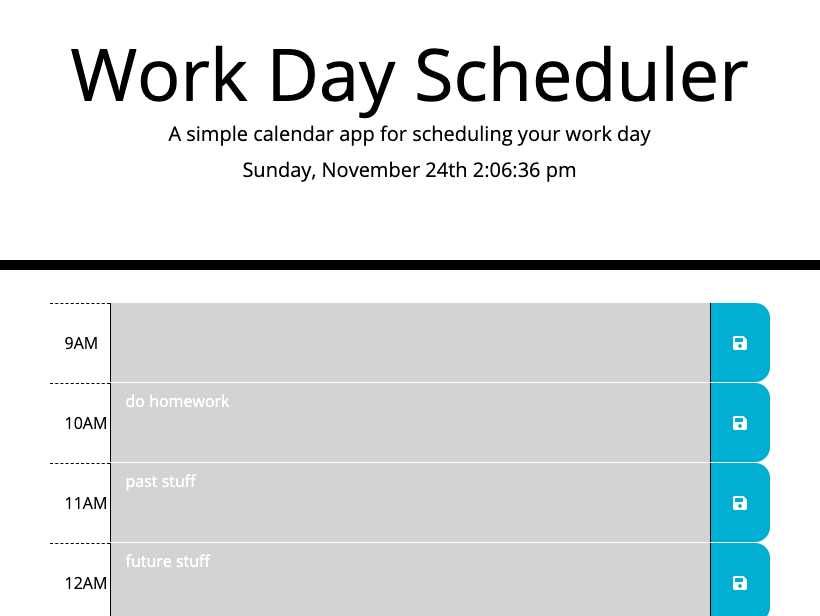 Work Day Scheduler
A simple calendar app for scheduling your work day
Sunday, November 24th 2:06:36 pm
9AM
do homework
10AM
past stuff
11AM
future stuff
12AM